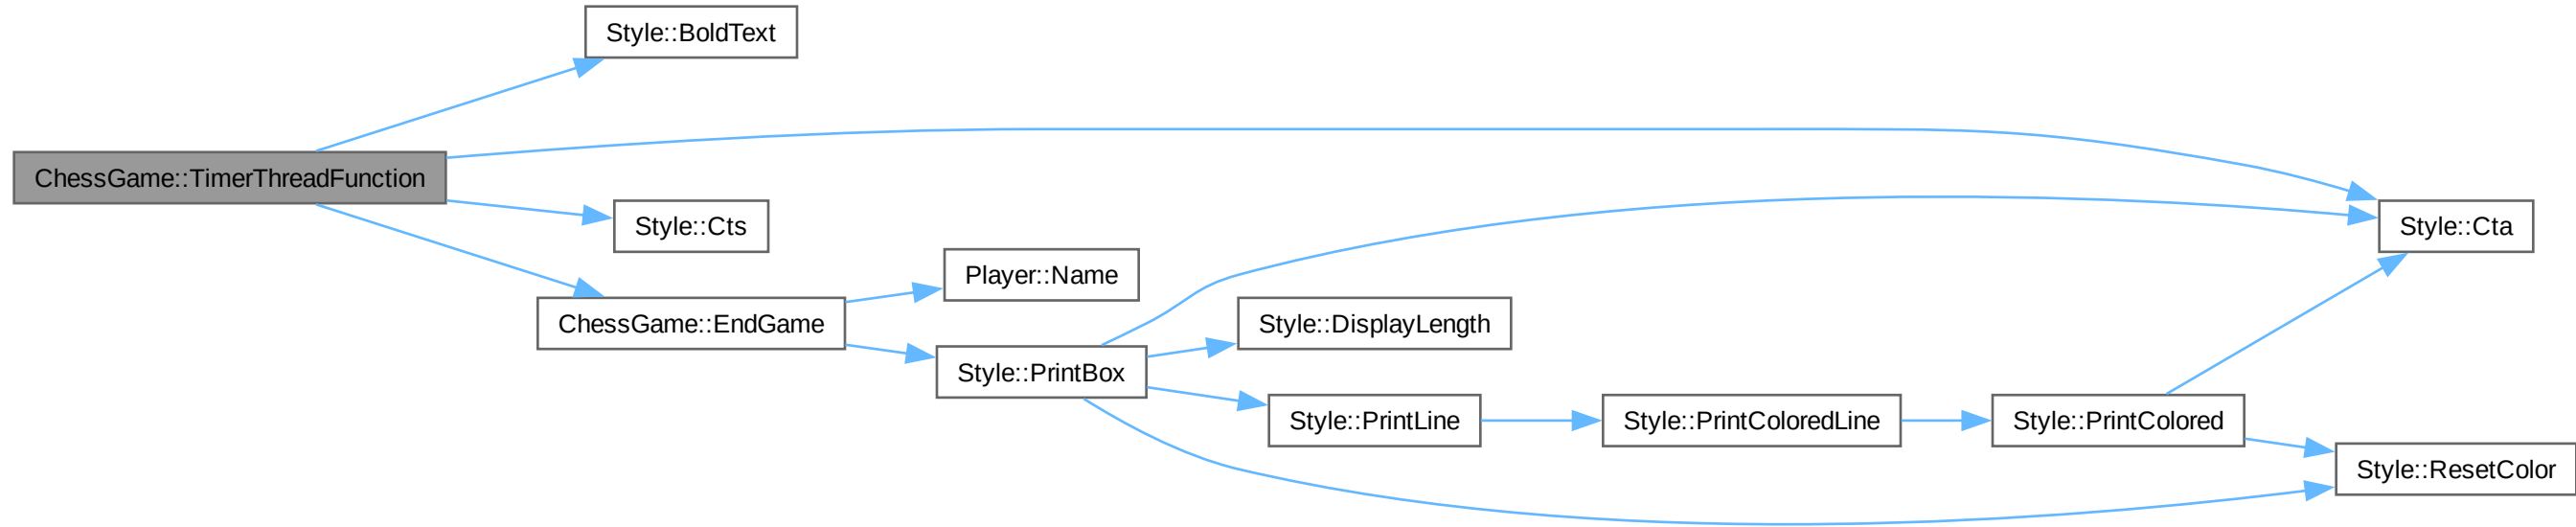 Style::BoldText
ChessGame::TimerThreadFunction
Style::Cts
Style::Cta
Player::Name
ChessGame::EndGame
Style::DisplayLength
Style::PrintBox
Style::PrintLine
Style::PrintColoredLine
Style::PrintColored
Style::ResetColor